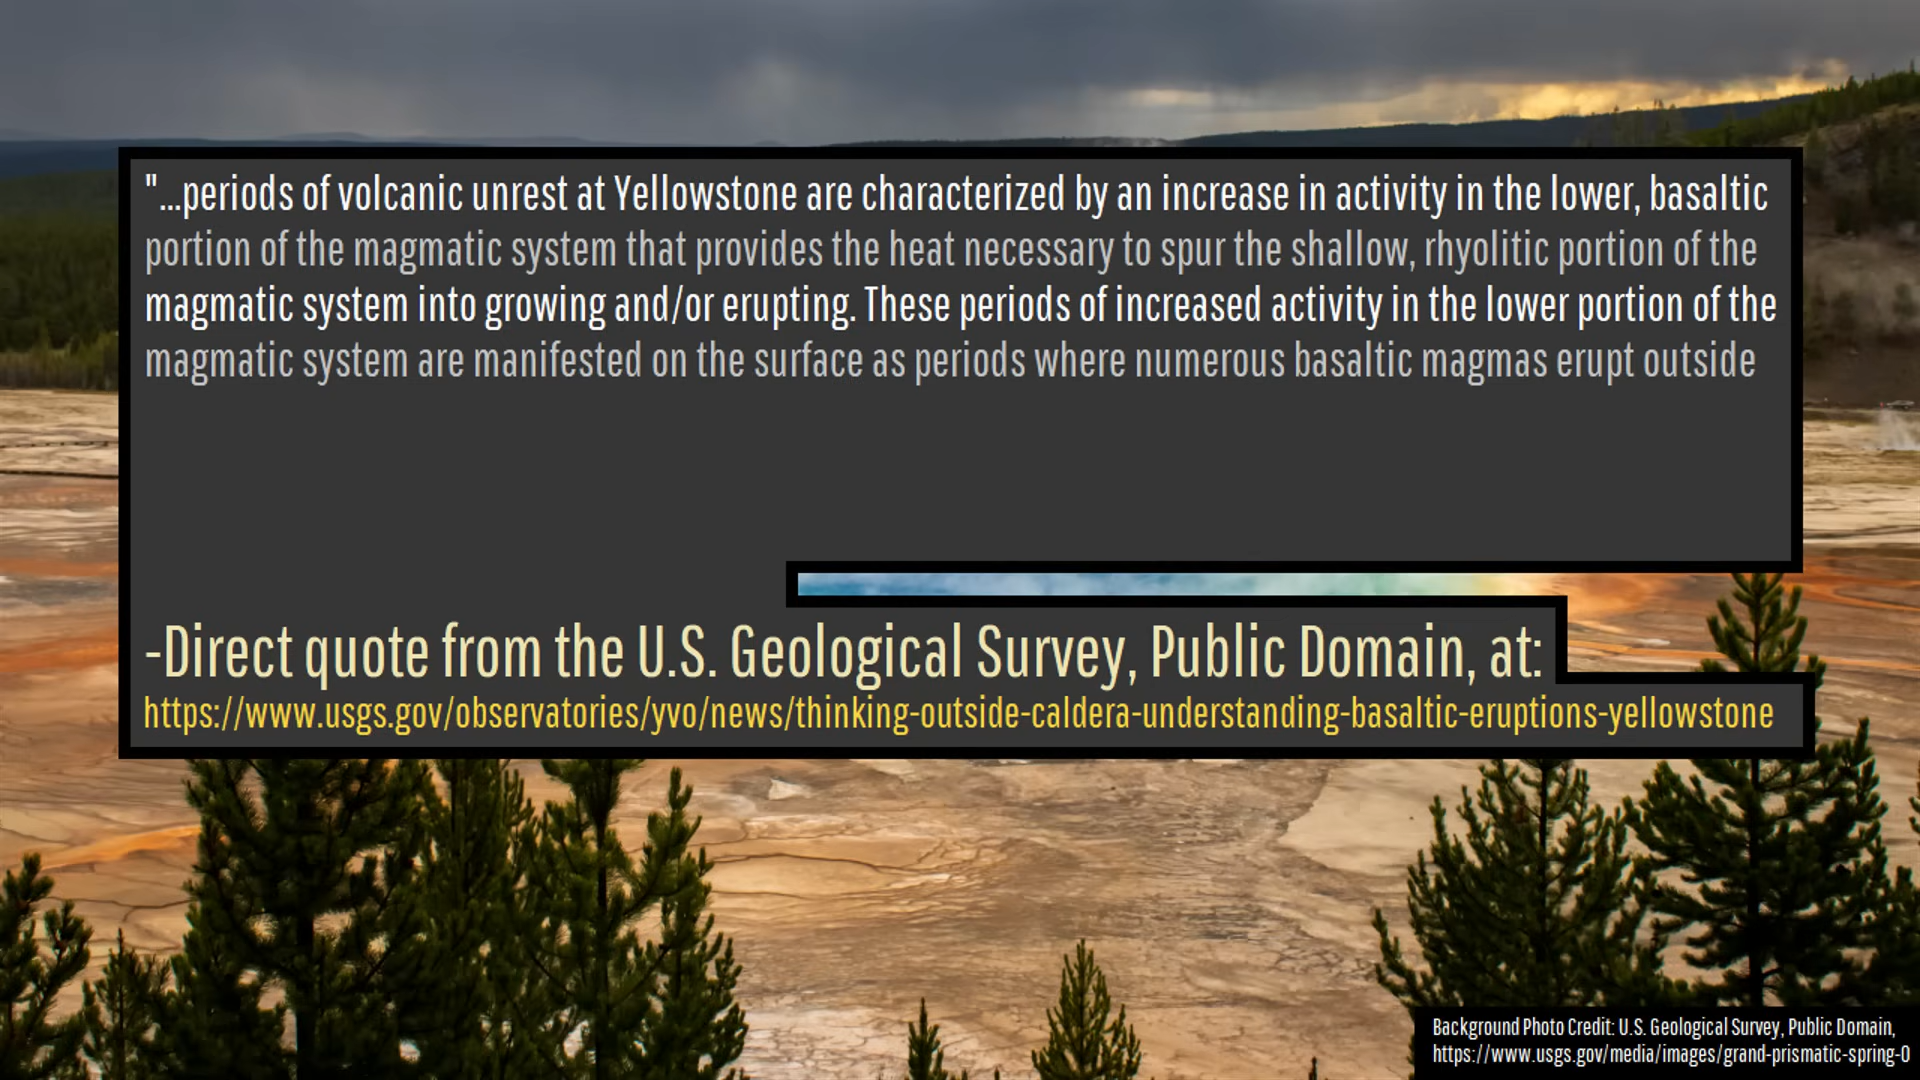 "...periods of volcanic unrest at Yellowstone are characterized by an increase in activity in the lower, basaltic
portion of the magmatic system that provides the heat necessary to spur the shallow, rhyolitic portion of the
magmatic system into growing and/or erupting. These periods of increased activity in the lower portion of the
magmatic system are manifested on the surface as periods where numerous basaltic magmas erupt outside
-Direct quote from the U.S. Geological Survey, Public Domain, at:
https://www.usgs.gov/observatories/yvo/news/thinking-outside-caldera-understanding-basaltic-eruptions-yellowstone
Background Photo Credit: U.S. Geological Survey, Public Domain,
https://www.usgs.gov/media/images/grand-prismatic-spring-0